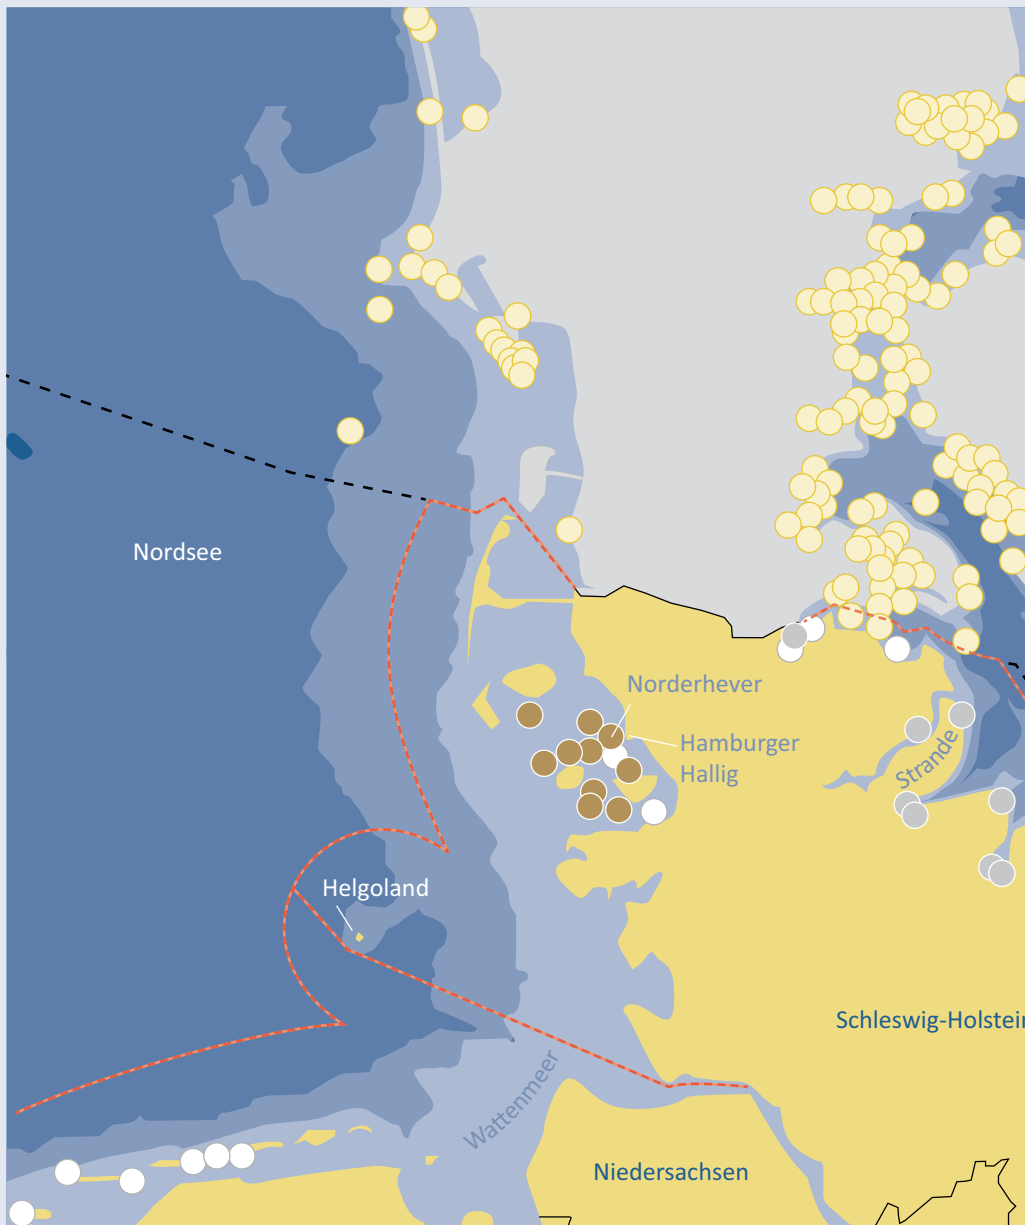 Nordsee
Norderhever
Hamburger
Hallig
Strande
Helgoland
Schleswig-Holstein
Wattenmeer
Niedersachsen